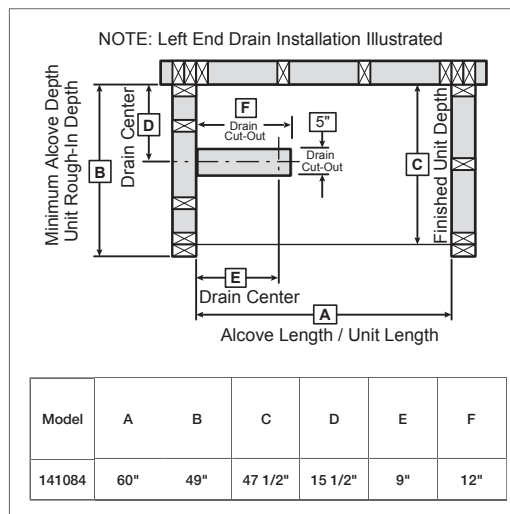 NOTE: Left End Drain Installation Illustrated
Minimum Alcove Depth
Unit Rough-In Depth
B
Drain Center
D
F
Drain
Cut-Out
5"
Drain
Cut-Out
C
Finished Unit Depth
E
Drain Center
A
Alcove Length / Unit Length
Model A B C D E F
141084 60" 49" 47 1/2" 15 1/2" 9" 12"